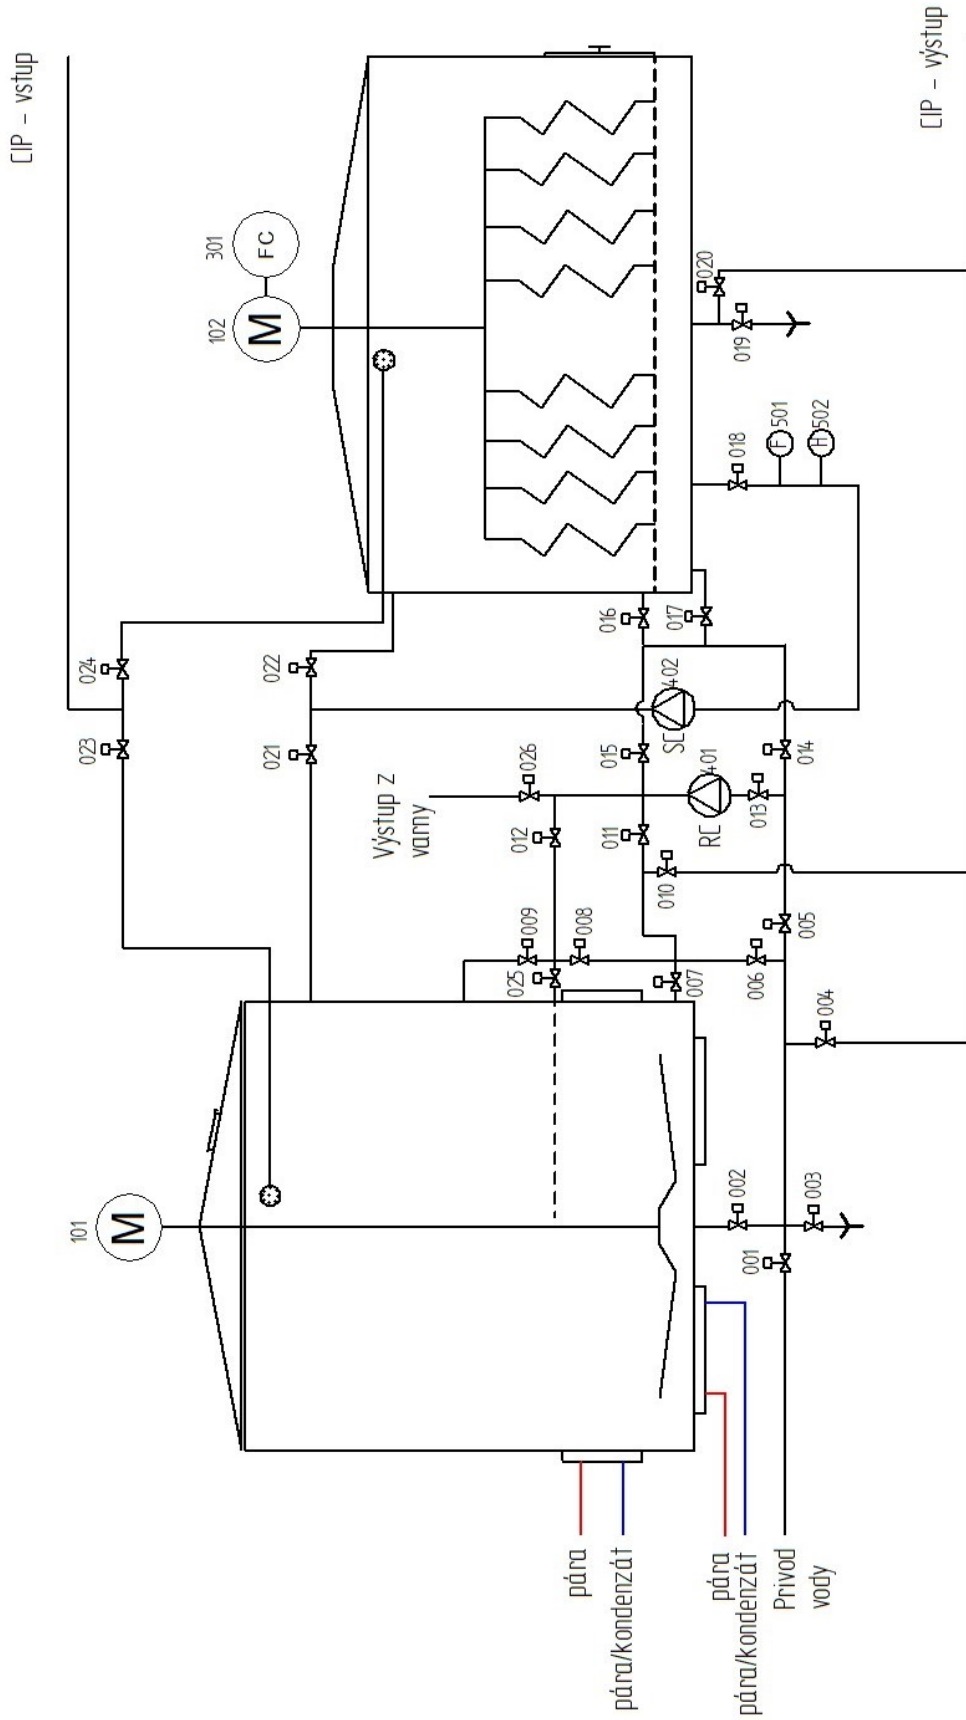 CIP – vstup
101
M
023
024
102
M
301
FC
021
022
Výstup z
varny
025
009
012
026
008
011
015
016
pára
pára/kondenzát
010
017
SC
402
007
RC
401
020
pára
pára/kondenzát
002
018
019
001
006
013
Privod
vody
F 501
H 502
005
014
003
004
CIP – výstup